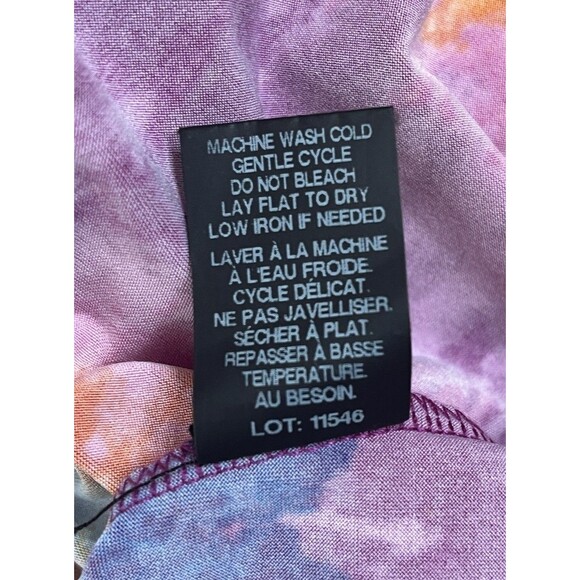 MACHINE WASH COLD
GENTLE CYCLE
DO NOT BLEACH
LAY FLAT TO DRY
LOW IRON IF NEEDED
LAVER À LA MACHINE
À L'EAU FROIDE.
CYCLE DÉLICAT.
NE PAS JAVELLISER.
SÉCHER À PLAT.
REPASSER À BASSE
TEMPERATURE.
AU BESOIN.
LOT: 11546